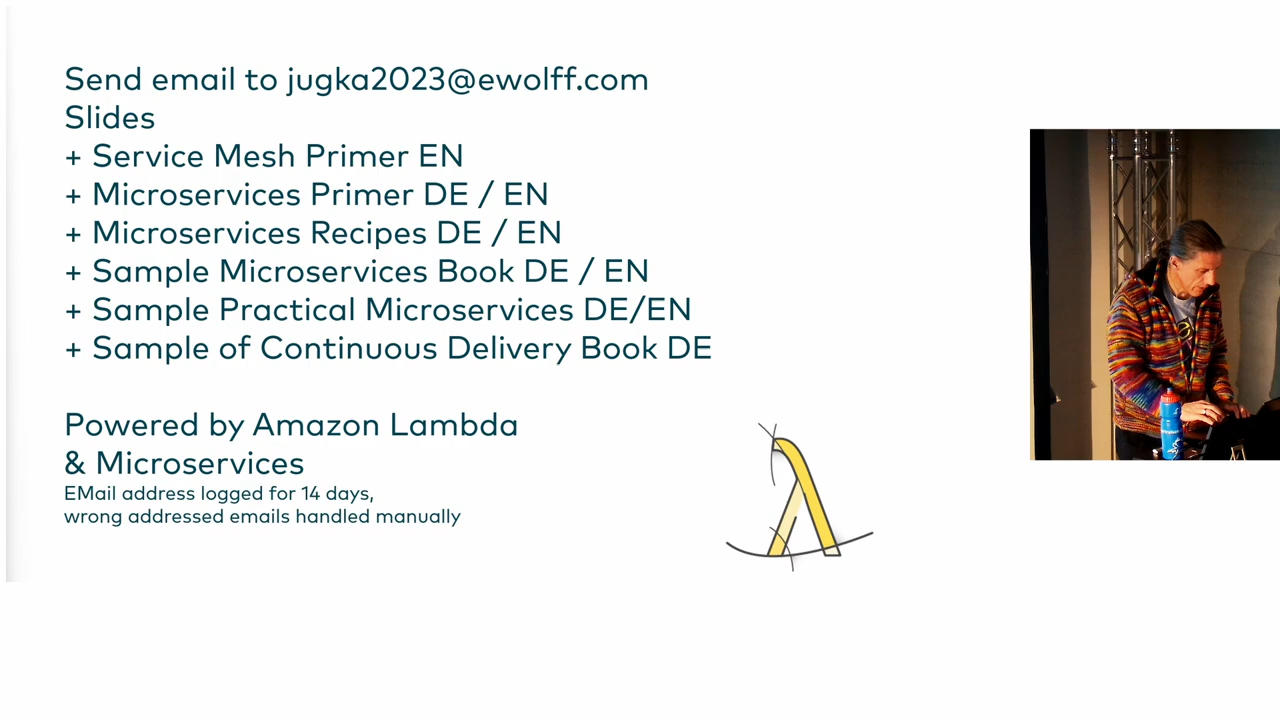 Send email to jugka2023@ewolff.com
Slides
+ Service Mesh Primer EN
+ Microservices Primer DE / EN
+ Microservices Recipes DE / EN
+ Sample Microservices Book DE / EN
+ Sample Practical Microservices DE/EN
+ Sample of Continuous Delivery Book DE
Powered by Amazon Lambda
& Microservices
EMail address logged for 14 days,
wrong addressed emails handled manually